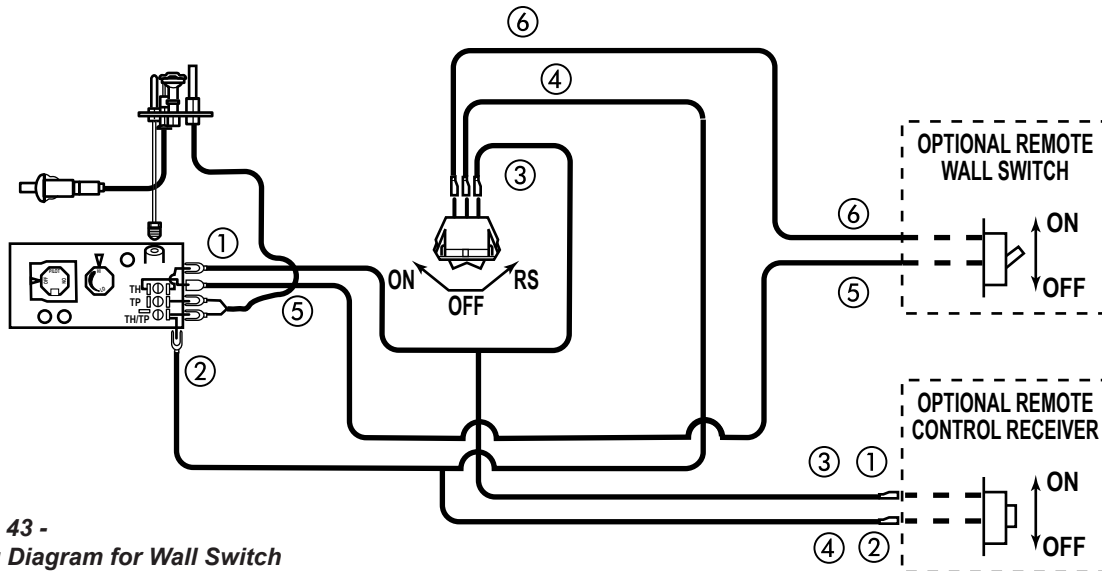 ⑥
④
③
OPTIONAL REMOTE
WALL SWITCH
⑥
ON
OFF
⑤
①
TH
TP
TH/TP
⑤
②
ON
OFF
RS
OPTIONAL REMOTE
CONTROL RECEIVER
③ ①
ON
OFF
④ ②
43 -
Diagram for Wall Switch